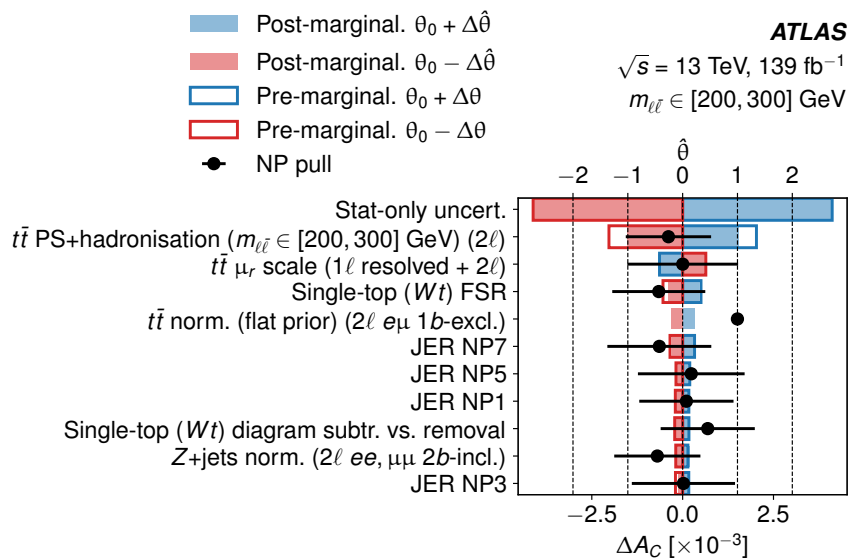 Post-marginal. θ₀ + Δθ̂
Post-marginal. θ₀ − Δθ̂
Pre-marginal. θ₀ + Δθ
Pre-marginal. θ₀ − Δθ
NP pull
ATLAS
√s = 13 TeV, 139 fb⁻¹
m_{ℓℓ̄} ∈ [200, 300] GeV
θ̂
−2 −1 0 1 2
Stat-only uncert.
tt̄ PS+hadronisation (m_{ℓℓ̄} ∈ [200, 300] GeV) (2ℓ)
tt̄ μ_r scale (1ℓ resolved + 2ℓ)
Single-top (Wt) FSR
tt̄ norm. (flat prior) (2ℓ eμ 1b-excl.)
JER NP7
JER NP5
JER NP1
Single-top (Wt) diagram subtr. vs. removal
Z+jets norm. (2ℓ ee, μμ 2b-incl.)
JER NP3
−2.5 0.0 2.5
ΔA_C [×10⁻³]